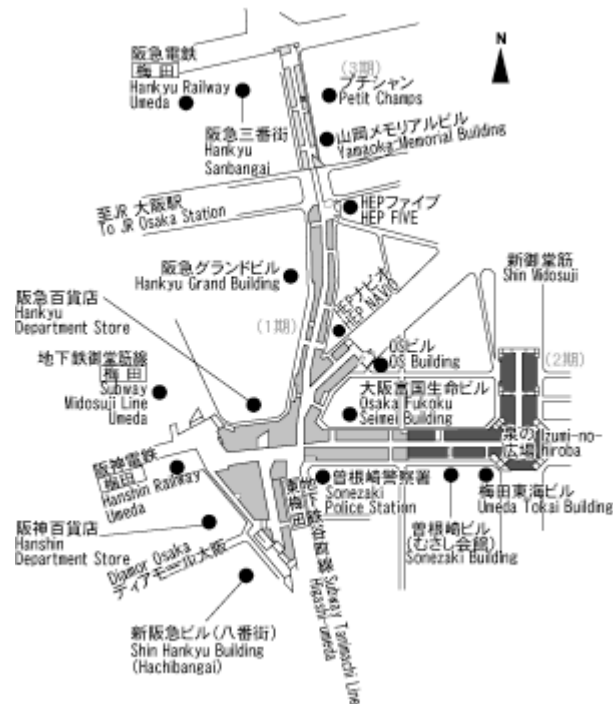 阪急電鉄
梅田
Hankyu Railway
Umeda
阪急三番街
Hankyu
Sanbangai
(3期)
プチシャン
Petit Champs
N
山岡メモリアルビル
Yamaoka Memorial Building
至JR 大阪駅
To JR Osaka Station
HEPファイブ
HEP FIVE
阪急グランドビル
Hankyu Grand Building
新御堂筋
Shin Midosuji
阪急百貨店
Hankyu
Department Store
(1期)
HEPナビオ
HEP NAVIO
地下鉄御堂筋線
梅田
Subway
Midosuji Line
Umeda
OSビル
OS Building
(2期)
大阪富国生命ビル
Osaka Fukoku
Seimei Building
泉の
広場
Izumi-no-
hiroba
阪神電鉄
梅田
Hanshin Railway
Umeda
曽根崎警察署
Sonezaki
Police Station
梅田東海ビル
Umeda Tokai Building
阪神百貨店
Hanshin
Department Store
曽根崎ビル
(むさし会館)
Sonezaki Building
Diamor Osaka
ディアモール大阪
地下鉄谷町線
東梅田
Subway Tanimachi Line
Higashi-umeda
新阪急ビル(八番街)
Shin Hankyu Building
(Hachibangai)